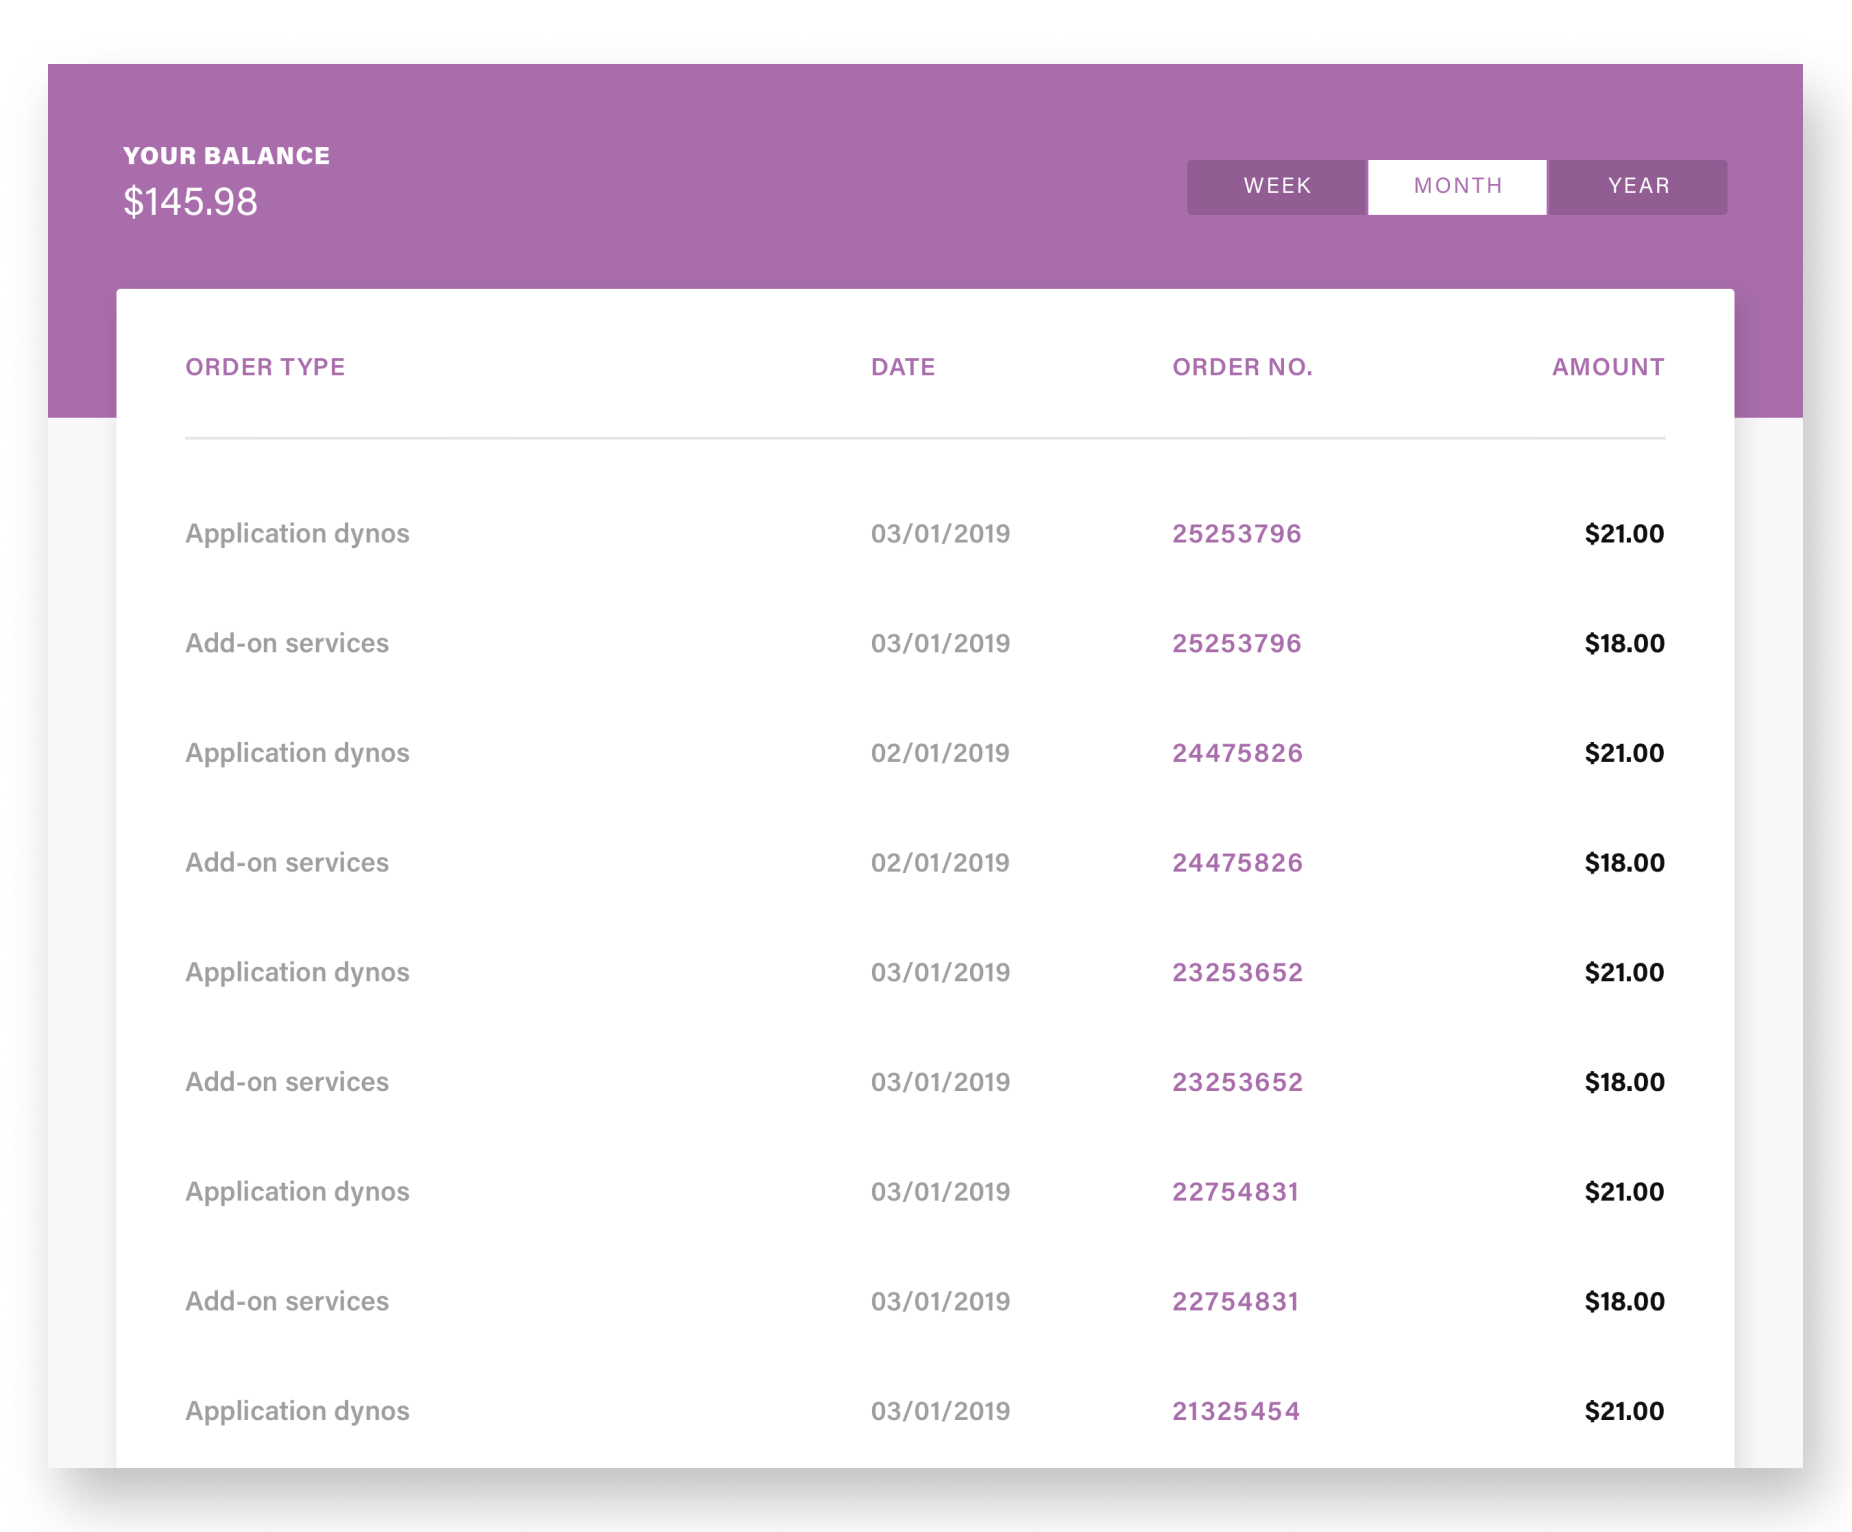 YOUR BALANCE
$145.98
WEEK MONTH YEAR
ORDER TYPE DATE ORDER NO. AMOUNT
Application dynos 03/01/2019 25253796 $21.00
Add-on services 03/01/2019 25253796 $18.00
Application dynos 02/01/2019 24475826 $21.00
Add-on services 02/01/2019 24475826 $18.00
Application dynos 03/01/2019 23253652 $21.00
Add-on services 03/01/2019 23253652 $18.00
Application dynos 03/01/2019 22754831 $21.00
Add-on services 03/01/2019 22754831 $18.00
Application dynos 03/01/2019 21325454 $21.00